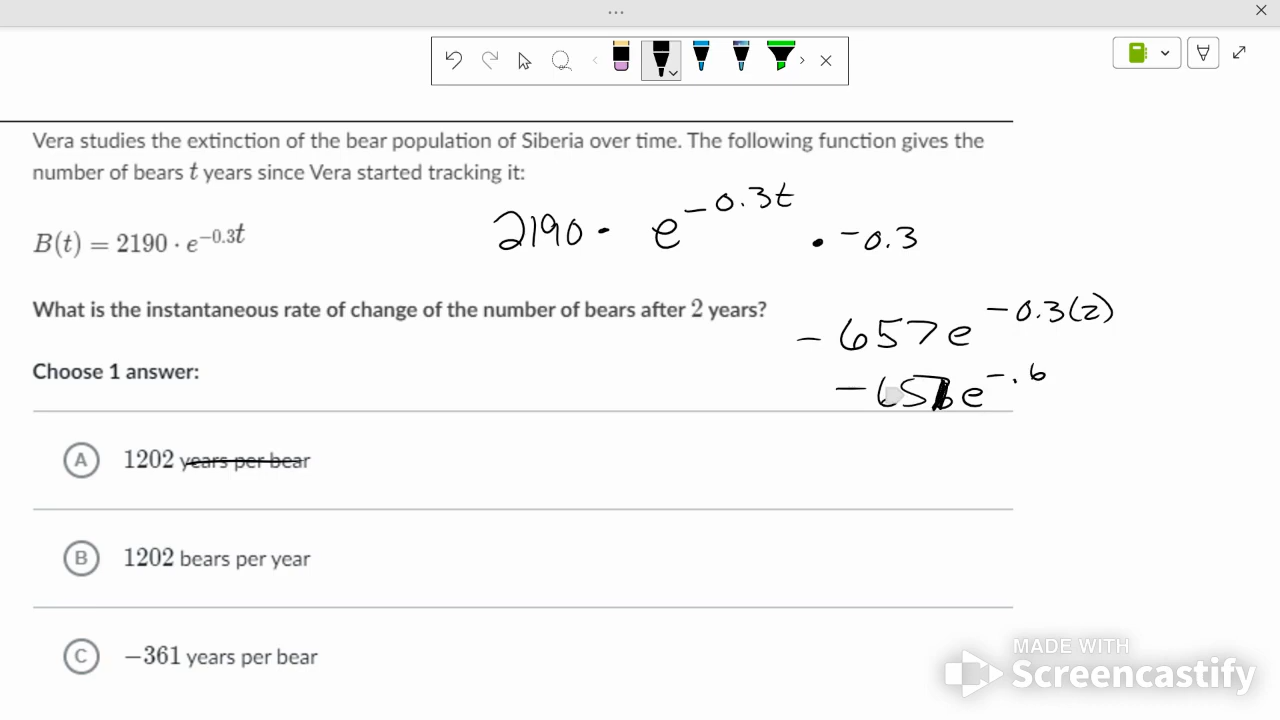 Vera studies the extinction of the bear population of Siberia over time. The following function gives the
number of bears t years since Vera started tracking it:
2190 · e^{-0.3t} · -0.3
B(t) = 2190 · e^{-0.3t}
What is the instantaneous rate of change of the number of bears after 2 years?
-657e^{-0.3(2)}
Choose 1 answer:
-657e^{-.6}
A 1202 years per bear
B 1202 bears per year
C -361 years per bear
MADE WITH
Screencastify